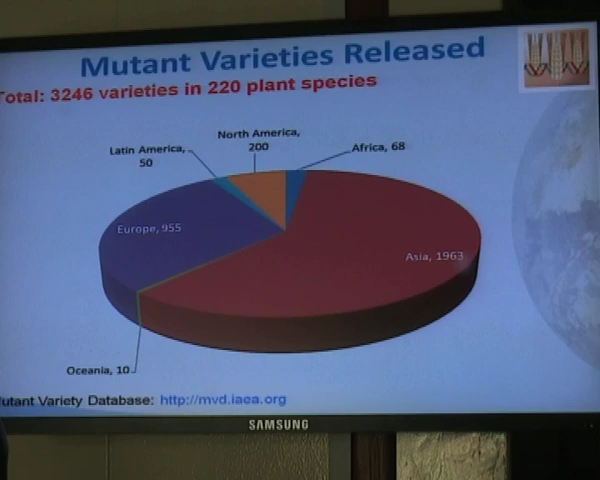 Mutant Varieties Released
Total: 3246 varieties in 220 plant species
North America,
200
Latin America,
50
Africa, 68
Europe, 955
Asia, 1963
Oceania, 10
utant Variety Database: http://mvd.iaea.org
SAMSUNG